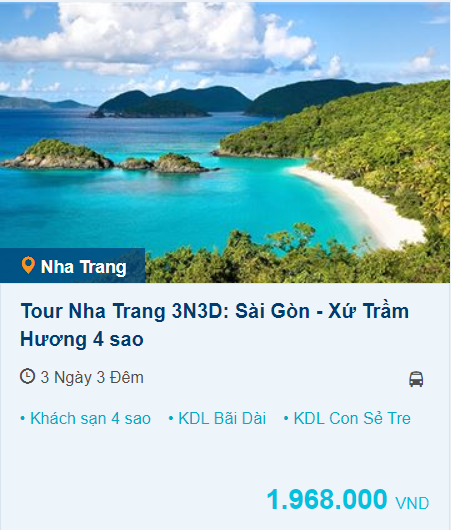 Nha Trang
Tour Nha Trang 3N3D: Sài Gòn - Xứ Trầm
Hương 4 sao
3 Ngày 3 Đêm
• Khách sạn 4 sao • KDL Bãi Dài • KDL Con Sẻ Tre
1.968.000 VND